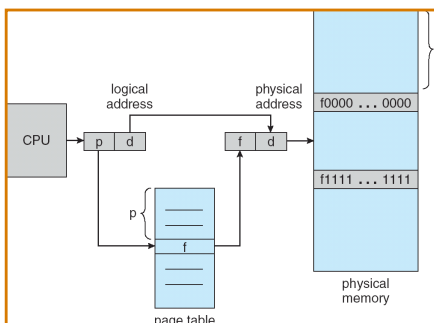 logical
address
physical
address
f0000 ... 0000
CPU
p d
f d
f1111 ... 1111
p
f
physical
memory
page table